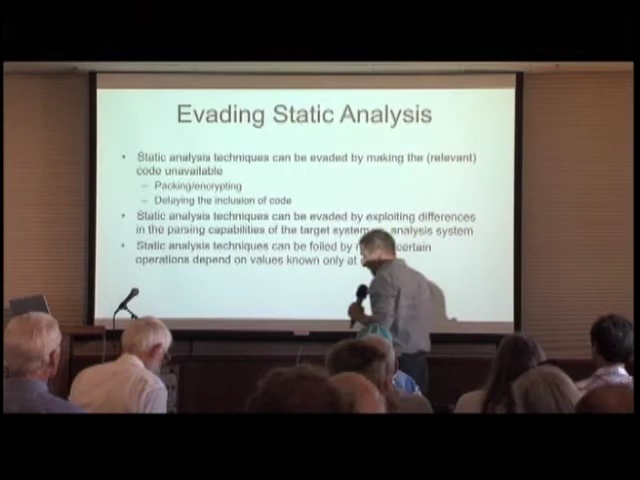 Evading Static Analysis
• Static analysis techniques can be evaded by making the (relevant)
code unavailable
– Packing/encrypting
– Delaying the inclusion of code
• Static analysis techniques can be evaded by exploiting differences
in the parsing capabilities of the target system analysis system
• Static analysis techniques can be foiled by certain
operations depend on values known only at